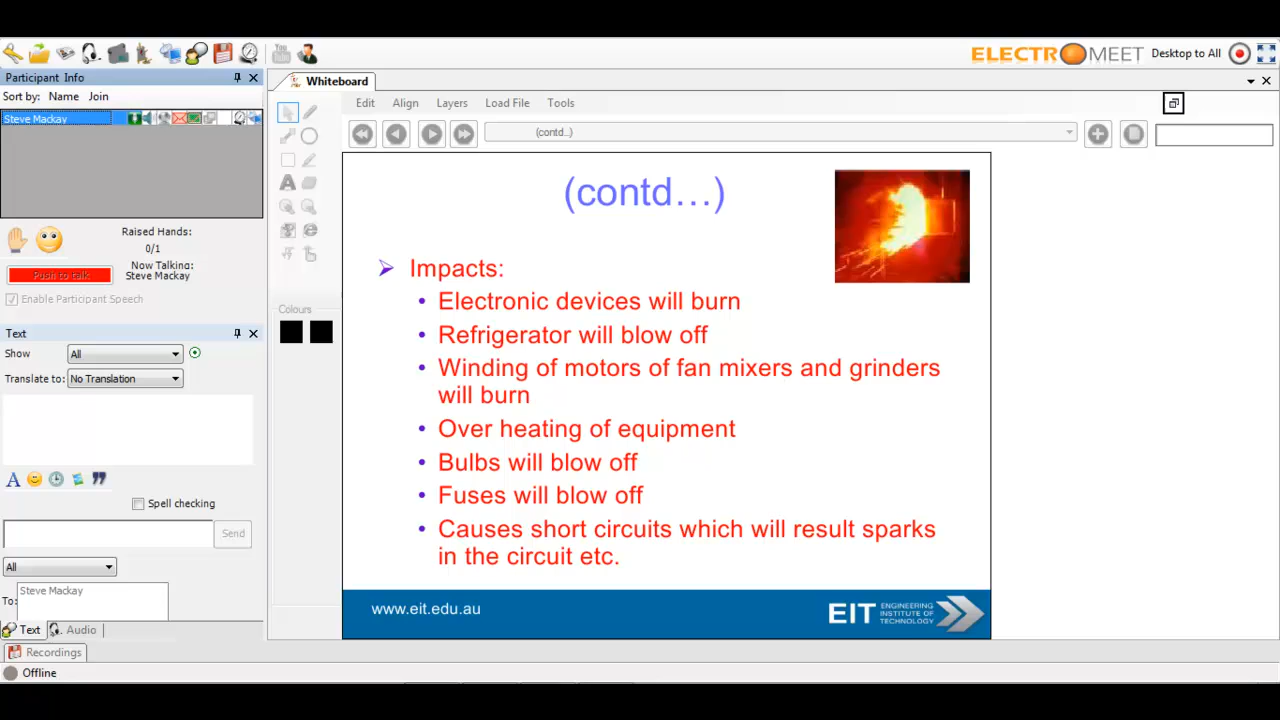 ELECTROMEET Desktop to All
Participant Info
Whiteboard
Sort by: Name Join
Edit Align Layers Load File Tools
Steve Mackay
(contd...)
(contd…)
Raised Hands:
0/1
Now Talking:
Push to talk
Steve Mackay
Enable Participant Speech
Colours
Text
Show All
Translate to: No Translation
Spell checking
Send
All
To: Steve Mackay
Text Audio
Recordings
Offline
Impacts:
• Electronic devices will burn
• Refrigerator will blow off
• Winding of motors of fan mixers and grinders
will burn
• Over heating of equipment
• Bulbs will blow off
• Fuses will blow off
• Causes short circuits which will result sparks
in the circuit etc.
www.eit.edu.au
EIT ENGINEERING
INSTITUTE OF
TECHNOLOGY